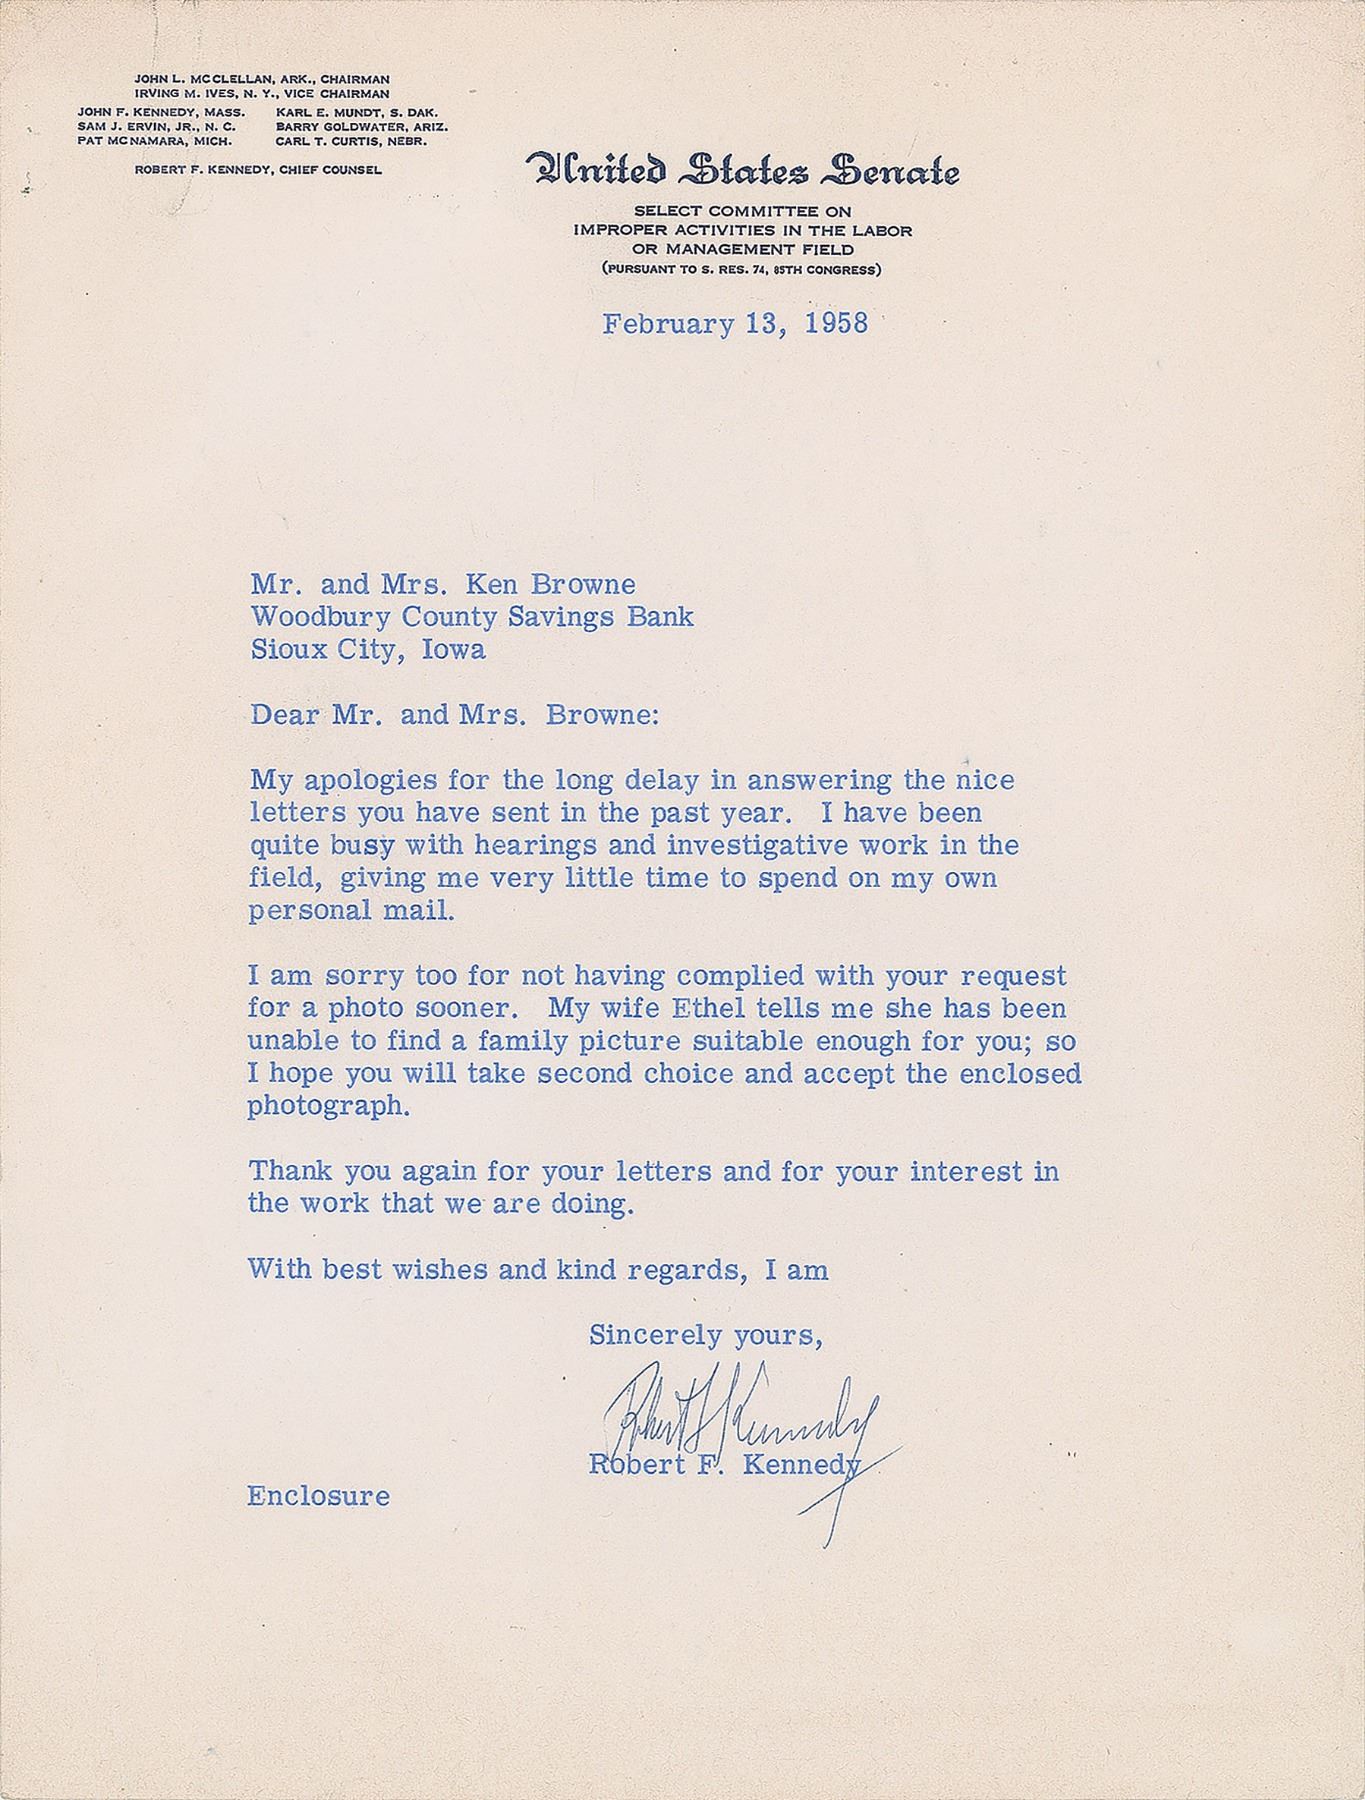 JOHN L. MCCLELLAN, ARK., CHAIRMAN
IRVING M. IVES, N. Y., VICE CHAIRMAN
JOHN F. KENNEDY, MASS. KARL E. MUNDT, S. DAK.
SAM J. ERVIN, JR., N. C. BARRY GOLDWATER, ARIZ.
PAT MCNAMARA, MICH. CARL T. CURTIS, NEBR.
ROBERT F. KENNEDY, CHIEF COUNSEL
United States Senate
SELECT COMMITTEE ON
IMPROPER ACTIVITIES IN THE LABOR
OR MANAGEMENT FIELD
(PURSUANT TO S. RES. 74, 85TH CONGRESS)
February 13, 1958
Mr. and Mrs. Ken Browne
Woodbury County Savings Bank
Sioux City, Iowa
Dear Mr. and Mrs. Browne:
My apologies for the long delay in answering the nice
letters you have sent in the past year. I have been
quite busy with hearings and investigative work in the
field, giving me very little time to spend on my own
personal mail.
I am sorry too for not having complied with your request
for a photo sooner. My wife Ethel tells me she has been
unable to find a family picture suitable enough for you; so
I hope you will take second choice and accept the enclosed
photograph.
Thank you again for your letters and for your interest in
the work that we are doing.
With best wishes and kind regards, I am
Sincerely yours,
Robert F Kennedy
Robert F. Kennedy
Enclosure